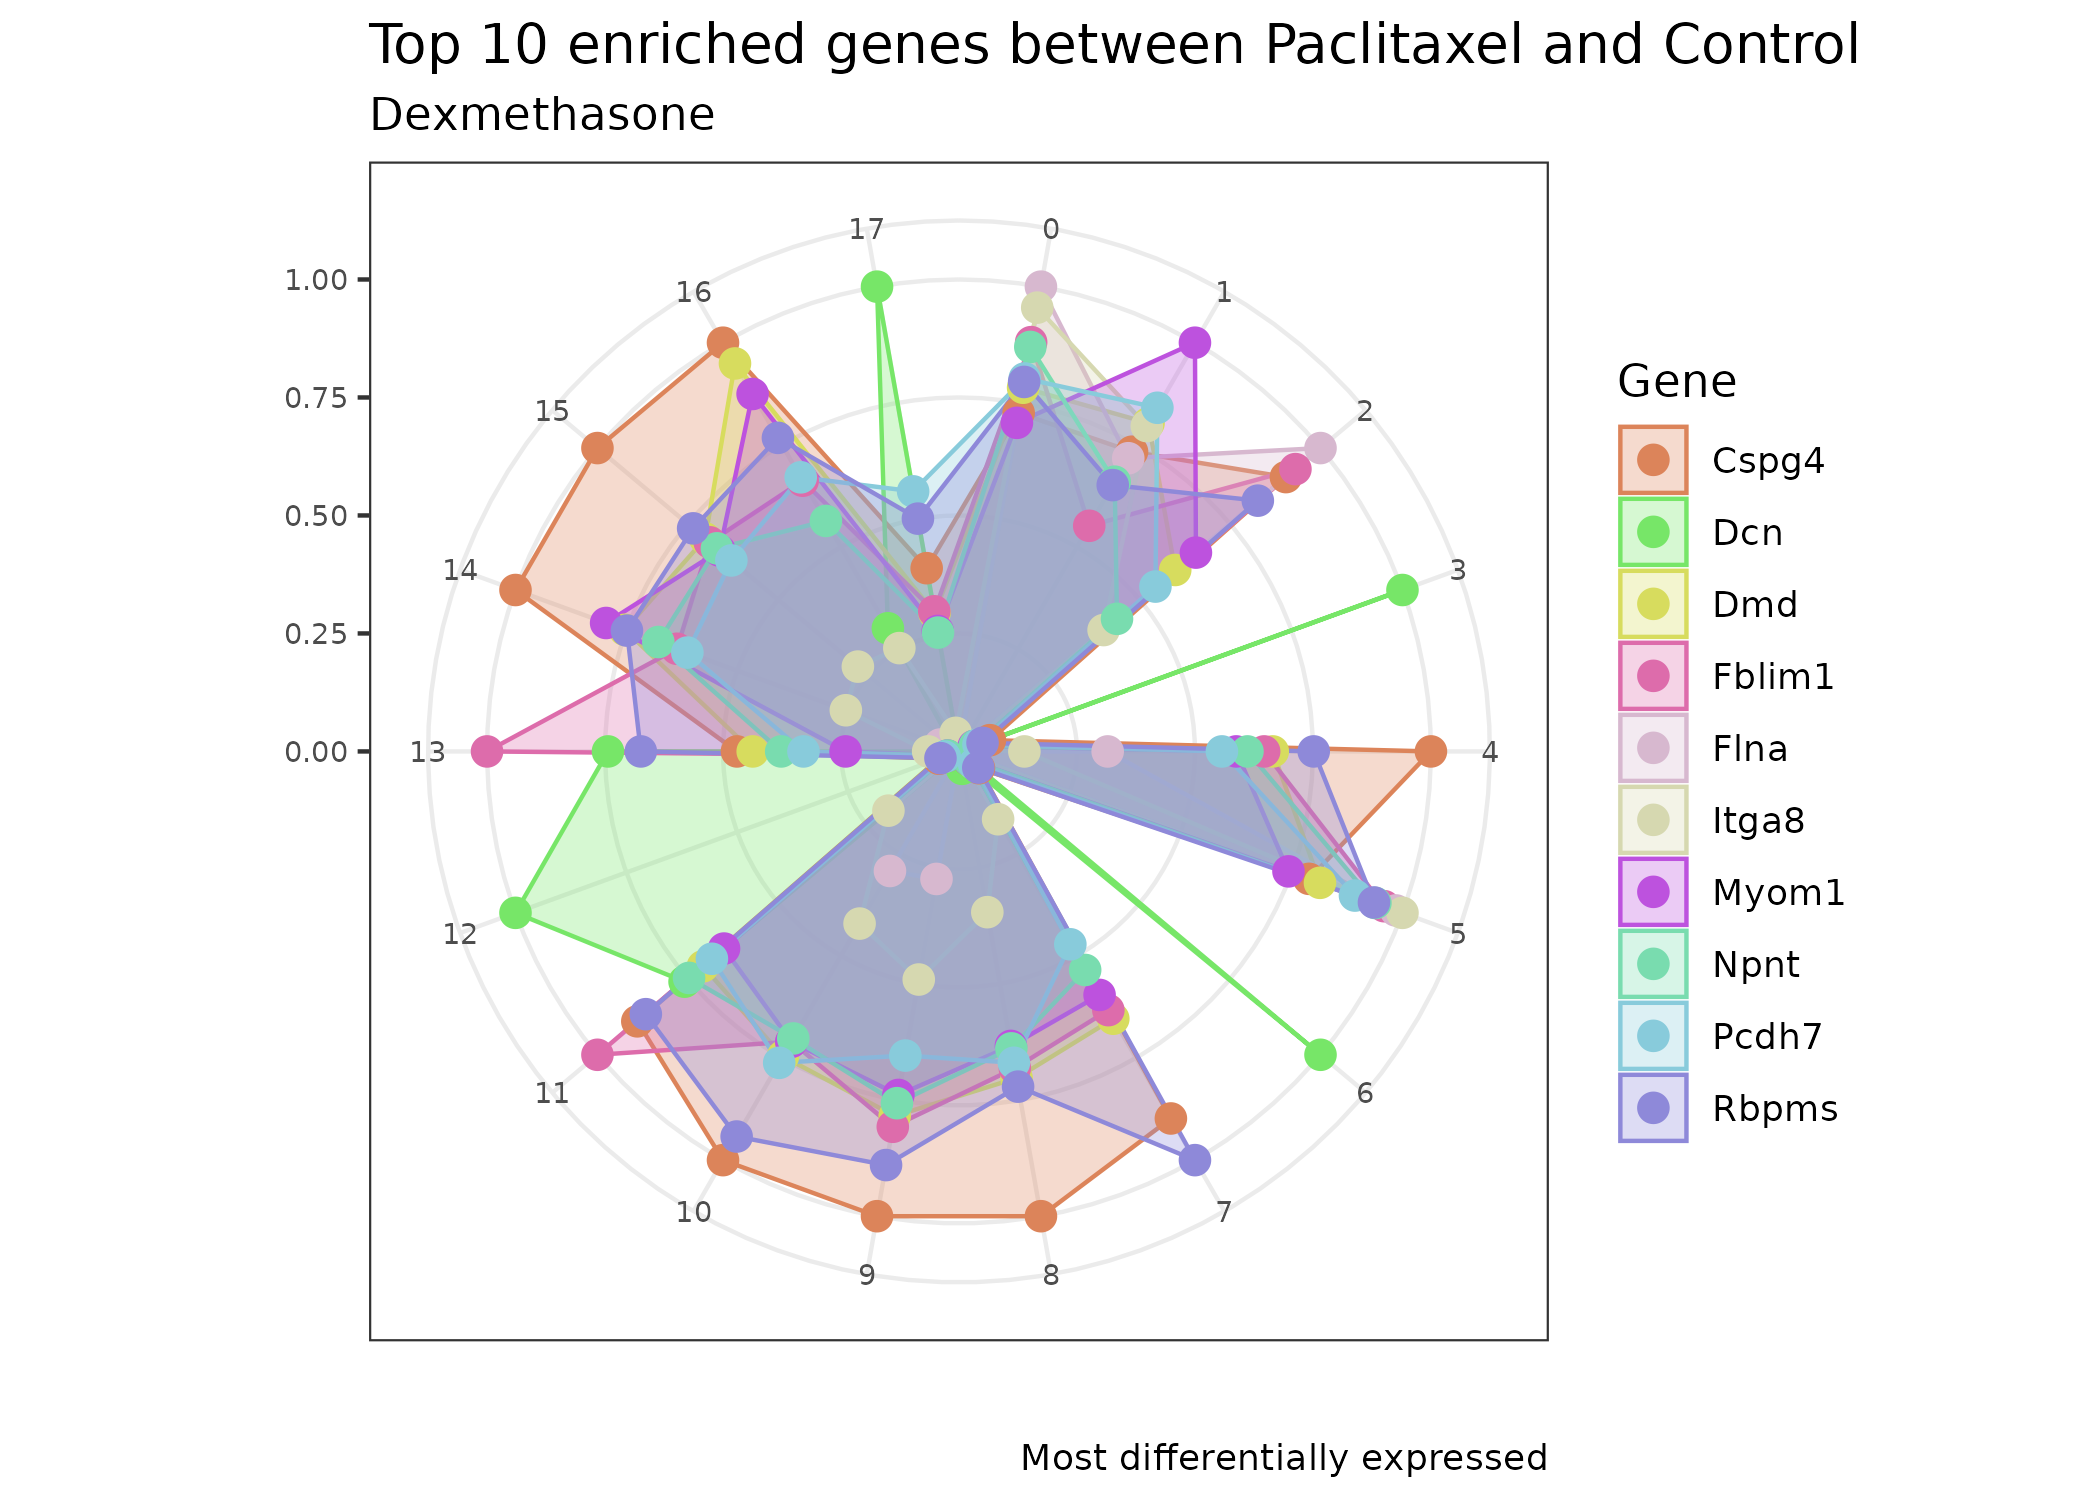 Top 10 enriched genes between Paclitaxel and Control
Dexmethasone
17
0
16
1
1.00
15
2
0.75
0.50
14
3
0.25
0.00
13
4
12
5
11
6
10
7
9
8
Gene
Cspg4
Dcn
Dmd
Fblim1
Flna
Itga8
Myom1
Npnt
Pcdh7
Rbpms
Most differentially expressed